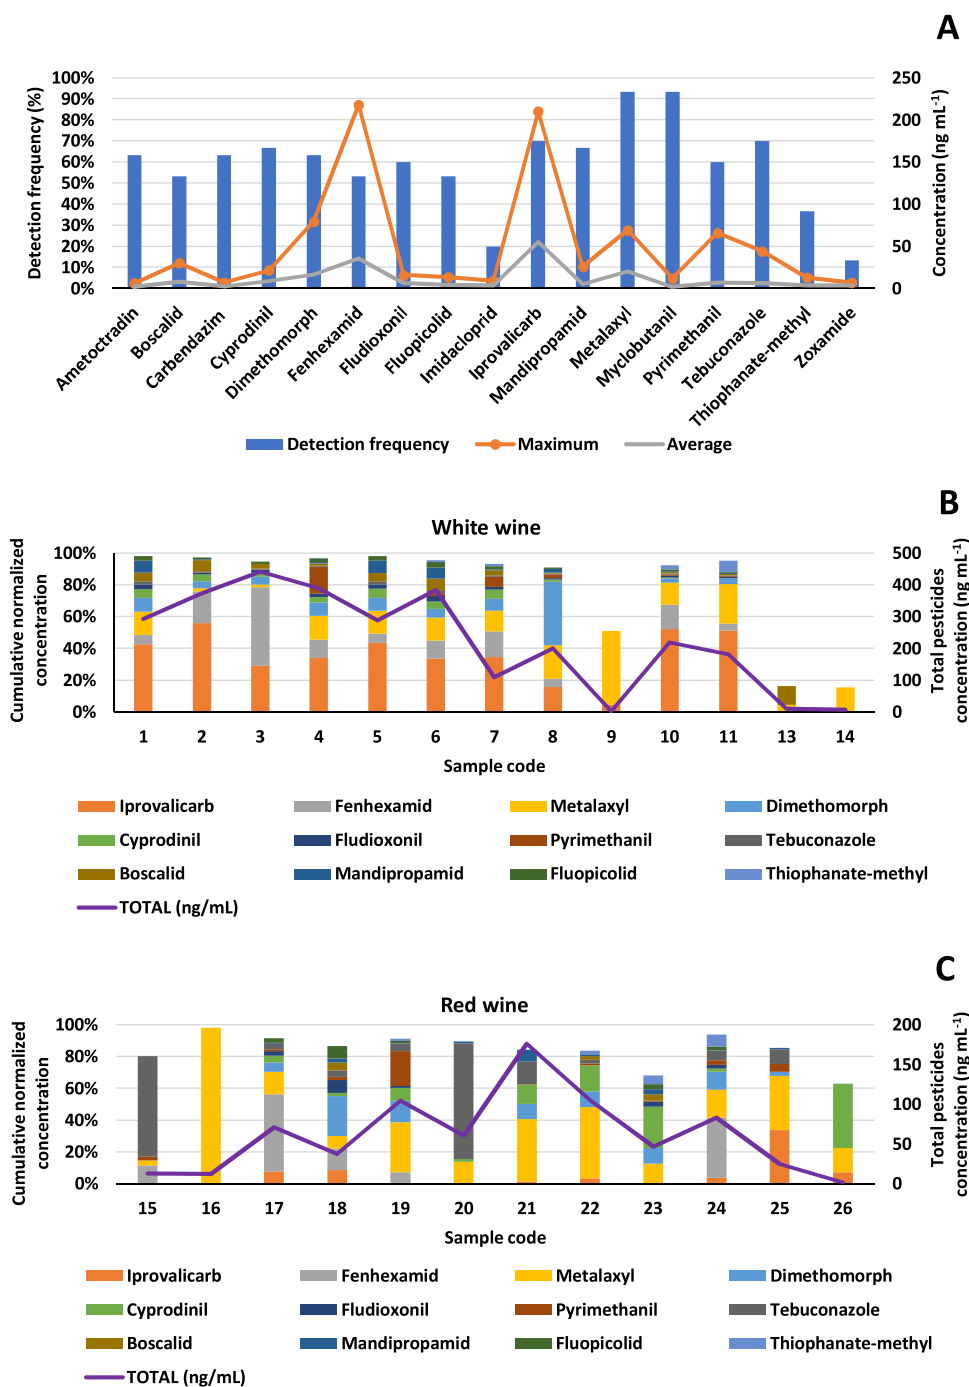 A
100% 250
90%
80% 200
70%
60% 150
50%
40% 100
30%
20% 50
10%
0% 0
Detection frequency (%)
Concentration (ng mL-1)
Ametoctradin
Boscalid
Carbendazim
Cyprodinil
Dimethomorph
Fenhexamid
Fludioxonil
Fluopicolid
Imidacloprid
Iprovalicarb
Mandipropamid
Metalaxyl
Myclobutanil
Pyrimethanil
Tebuconazole
Thiophanate-methyl
Zoxamide
Detection frequency Maximum Average
B
White wine
100% 500
80% 400
60% 300
40% 200
20% 100
0% 0
Cumulative normalized
concentration
Total pesticides
concentration (ng mL-1)
1 2 3 4 5 6 7 8 9 10 11 13 14
Sample code
Iprovalicarb Fenhexamid Metalaxyl Dimethomorph
Cyprodinil Fludioxonil Pyrimethanil Tebuconazole
Boscalid Mandipropamid Fluopicolid Thiophanate-methyl
TOTAL (ng/mL)
C
Red wine
100% 200
80% 150
60%
40% 100
20% 50
0% 0
Cumulative normalized
concentration
Total pesticides
concentration (ng mL-1)
15 16 17 18 19 20 21 22 23 24 25 26
Sample code
Iprovalicarb Fenhexamid Metalaxyl Dimethomorph
Cyprodinil Fludioxonil Pyrimethanil Tebuconazole
Boscalid Mandipropamid Fluopicolid Thiophanate-methyl
TOTAL (ng/mL)